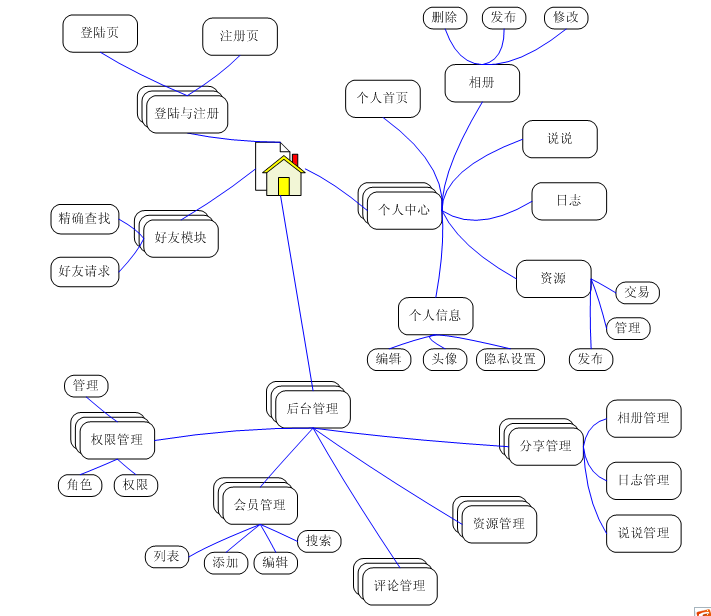 删除
发布
修改
登陆页
注册页
相册
个人首页
登陆与注册
说说
日志
个人中心
精确查找
好友模块
好友请求
资源
交易
管理
个人信息
编辑
头像
隐私设置
发布
管理
后台管理
相册管理
权限管理
分享管理
角色
权限
日志管理
会员管理
资源管理
说说管理
搜索
列表
添加
编辑
评论管理